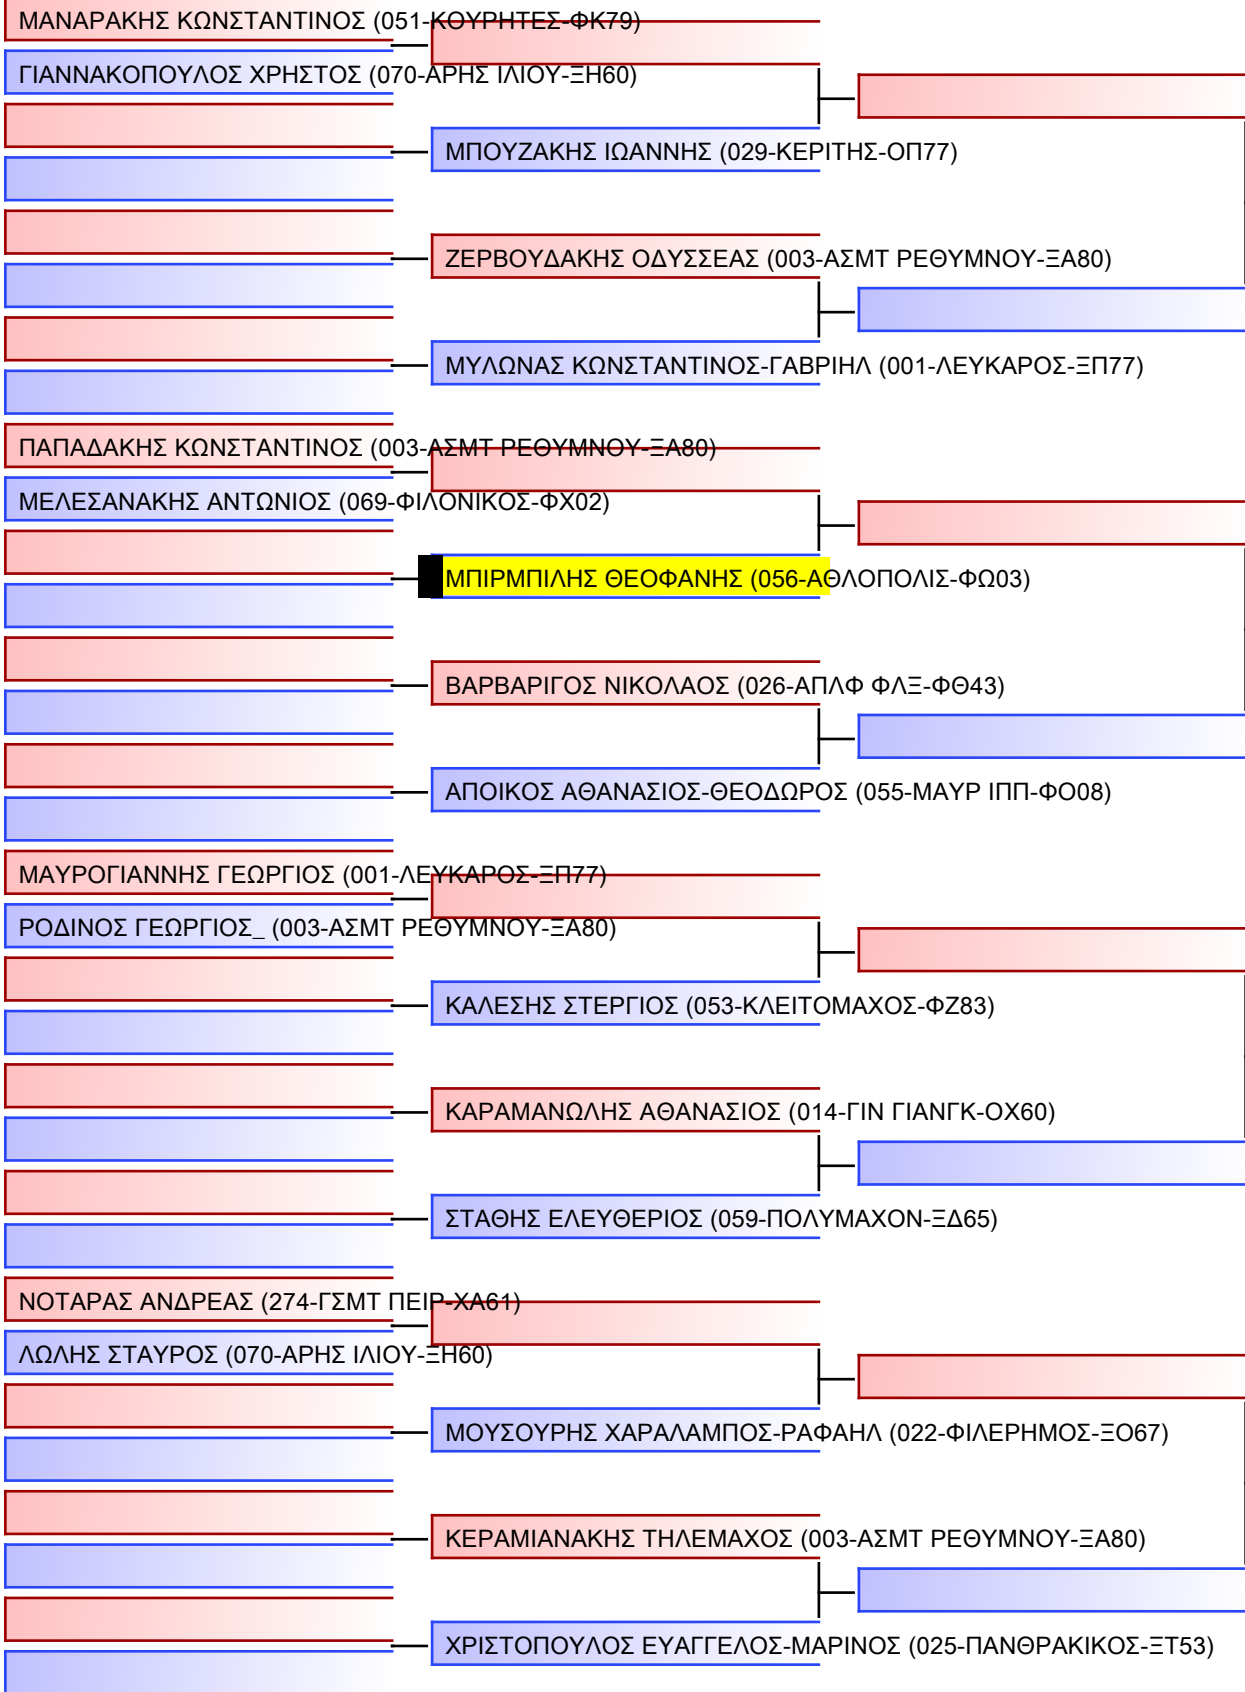 ΜΑΝΑΡΑΚΗΣ ΚΩΝΣΤΑΝΤΙΝΟΣ (051-ΚΟΥΡΗΤΕΣ-ΦΚ79)
ΓΙΑΝΝΑΚΟΠΟΥΛΟΣ ΧΡΗΣΤΟΣ (070-ΑΡΗΣ ΙΛΙΟΥ-ΞΗ60)
ΜΠΟΥΖΑΚΗΣ ΙΩΑΝΝΗΣ (029-ΚΕΡΙΤΗΣ-ΟΠ77)
ΖΕΡΒΟΥΔΑΚΗΣ ΟΔΥΣΣΕΑΣ (003-ΑΣΜΤ ΡΕΘΥΜΝΟΥ-ΞΑ80)
ΜΥΛΩΝΑΣ ΚΩΝΣΤΑΝΤΙΝΟΣ-ΓΑΒΡΙΗΛ (001-ΛΕΥΚΑΡΟΣ-ΞΠ77)
ΠΑΠΑΔΑΚΗΣ ΚΩΝΣΤΑΝΤΙΝΟΣ (003-ΑΣΜΤ ΡΕΘΥΜΝΟΥ-ΞΑ80)
ΜΕΛΕΣΑΝΑΚΗΣ ΑΝΤΩΝΙΟΣ (069-ΦΙΛΟΝΙΚΟΣ-ΦΧ02)
ΜΠΙΡΜΠΙΛΗΣ ΘΕΟΦΑΝΗΣ (056-ΑΘΛΟΠΟΛΙΣ-ΦΩ03)
ΒΑΡΒΑΡΙΓΟΣ ΝΙΚΟΛΑΟΣ (026-ΑΠΛΦ ΦΛΞ-ΦΘ43)
ΑΠΟΙΚΟΣ ΑΘΑΝΑΣΙΟΣ-ΘΕΟΔΩΡΟΣ (055-ΜΑΥΡ ΙΠΠ-ΦΟ08)
ΜΑΥΡΟΓΙΑΝΝΗΣ ΓΕΩΡΓΙΟΣ (001-ΛΕΥΚΑΡΟΣ-ΞΠ77)
ΡΟΔΙΝΟΣ ΓΕΩΡΓΙΟΣ_ (003-ΑΣΜΤ ΡΕΘΥΜΝΟΥ-ΞΑ80)
ΚΑΛΕΣΗΣ ΣΤΕΡΓΙΟΣ (053-ΚΛΕΙΤΟΜΑΧΟΣ-ΦΖ83)
ΚΑΡΑΜΑΝΩΛΗΣ ΑΘΑΝΑΣΙΟΣ (014-ΓΙΝ ΓΙΑΝΓΚ-ΟΧ60)
ΣΤΑΘΗΣ ΕΛΕΥΘΕΡΙΟΣ (059-ΠΟΛΥΜΑΧΟΝ-ΞΔ65)
ΝΟΤΑΡΑΣ ΑΝΔΡΕΑΣ (274-ΓΣΜΤ ΠΕΙΡ-ΧΑ61)
ΛΩΛΗΣ ΣΤΑΥΡΟΣ (070-ΑΡΗΣ ΙΛΙΟΥ-ΞΗ60)
ΜΟΥΣΟΥΡΗΣ ΧΑΡΑΛΑΜΠΟΣ-ΡΑΦΑΗΛ (022-ΦΙΛΕΡΗΜΟΣ-ΞΟ67)
ΚΕΡΑΜΙΑΝΑΚΗΣ ΤΗΛΕΜΑΧΟΣ (003-ΑΣΜΤ ΡΕΘΥΜΝΟΥ-ΞΑ80)
ΧΡΙΣΤΟΠΟΥΛΟΣ ΕΥΑΓΓΕΛΟΣ-ΜΑΡΙΝΟΣ (025-ΠΑΝΘΡΑΚΙΚΟΣ-ΞΤ53)